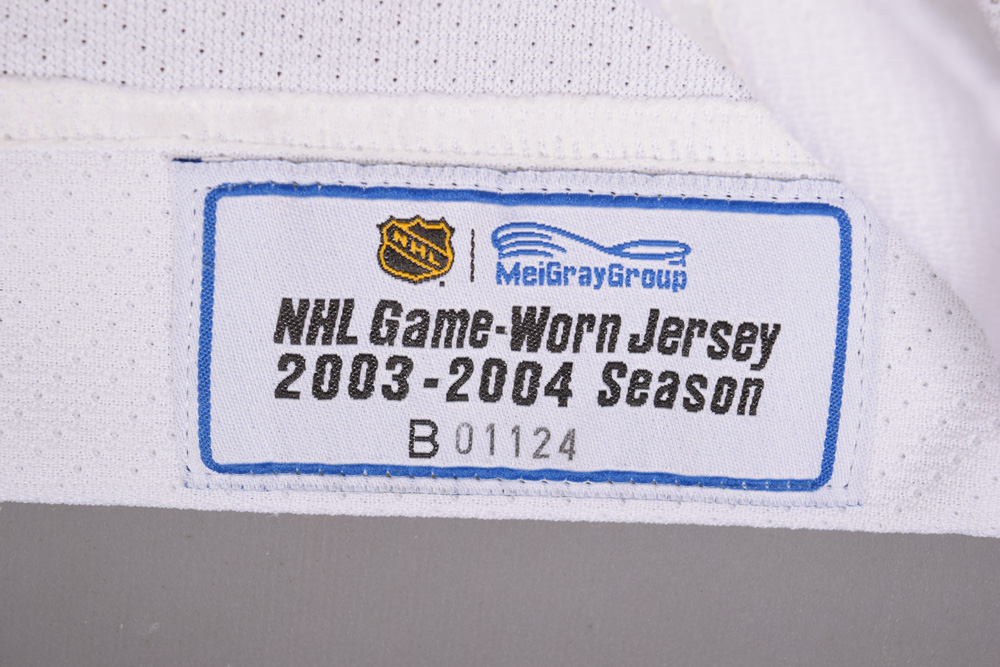 NHL | MeiGrayGroup
NHL Game-Worn Jersey
2003-2004 Season
B 01124